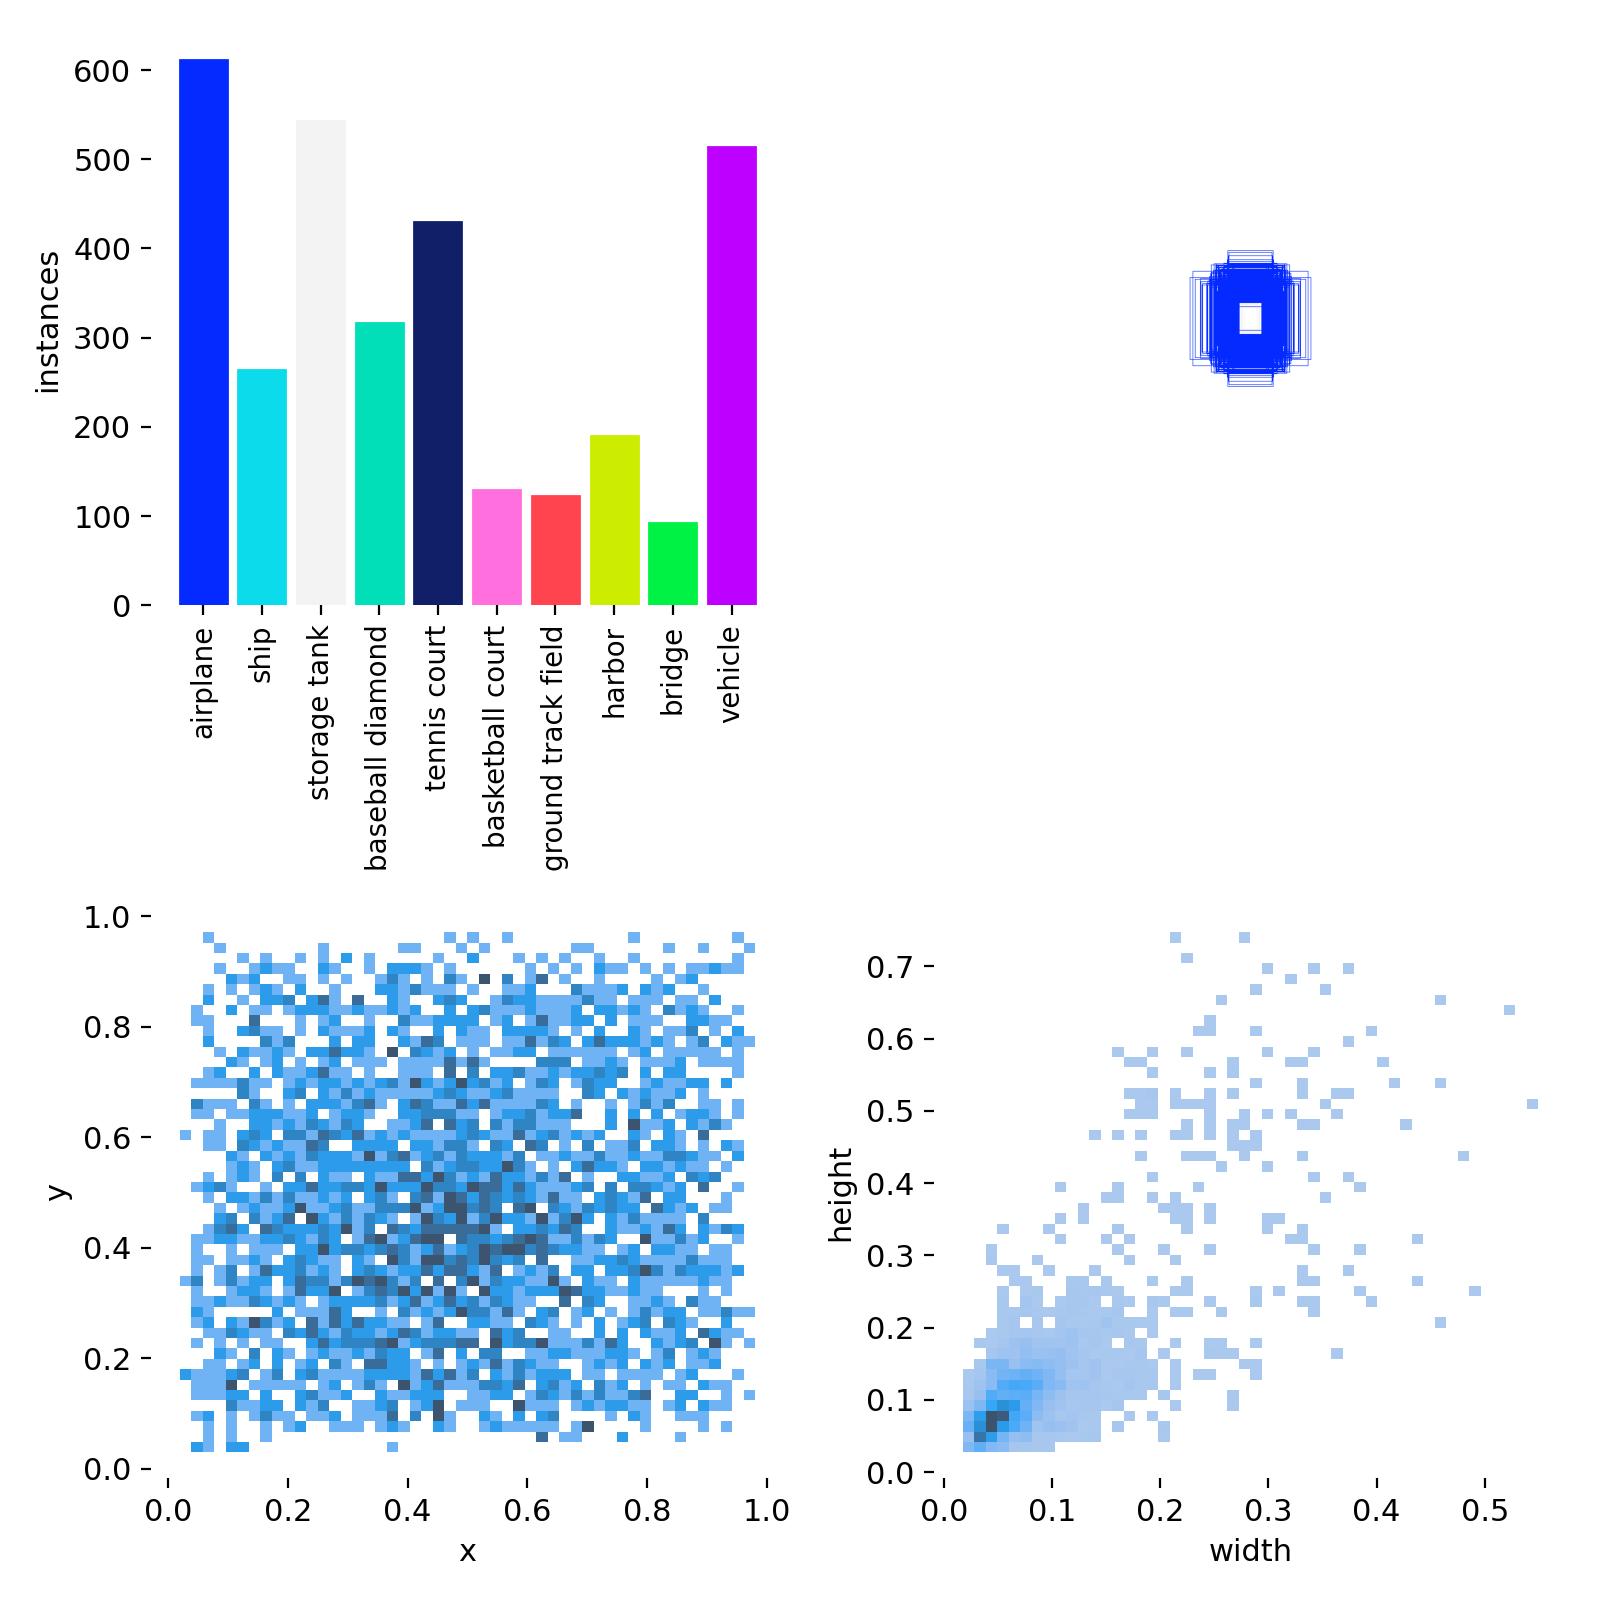 600
500
400
300
200
100
0
instances
airplane
ship
storage tank
baseball diamond
tennis court
basketball court
ground track field
harbor
bridge
vehicle
1.0
0.8
0.6
0.4
0.2
0.0
y
0.0 0.2 0.4 0.6 0.8 1.0
x
0.7
0.6
0.5
0.4
0.3
0.2
0.1
0.0
height
0.0 0.1 0.2 0.3 0.4 0.5
width